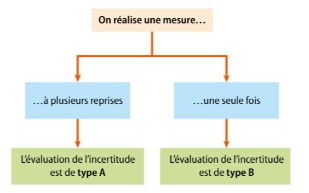 On réalise une mesure…
…à plusieurs reprises
…une seule fois
L'évaluation de l'incertitude
est de type A
L'évaluation de l'incertitude
est de type B